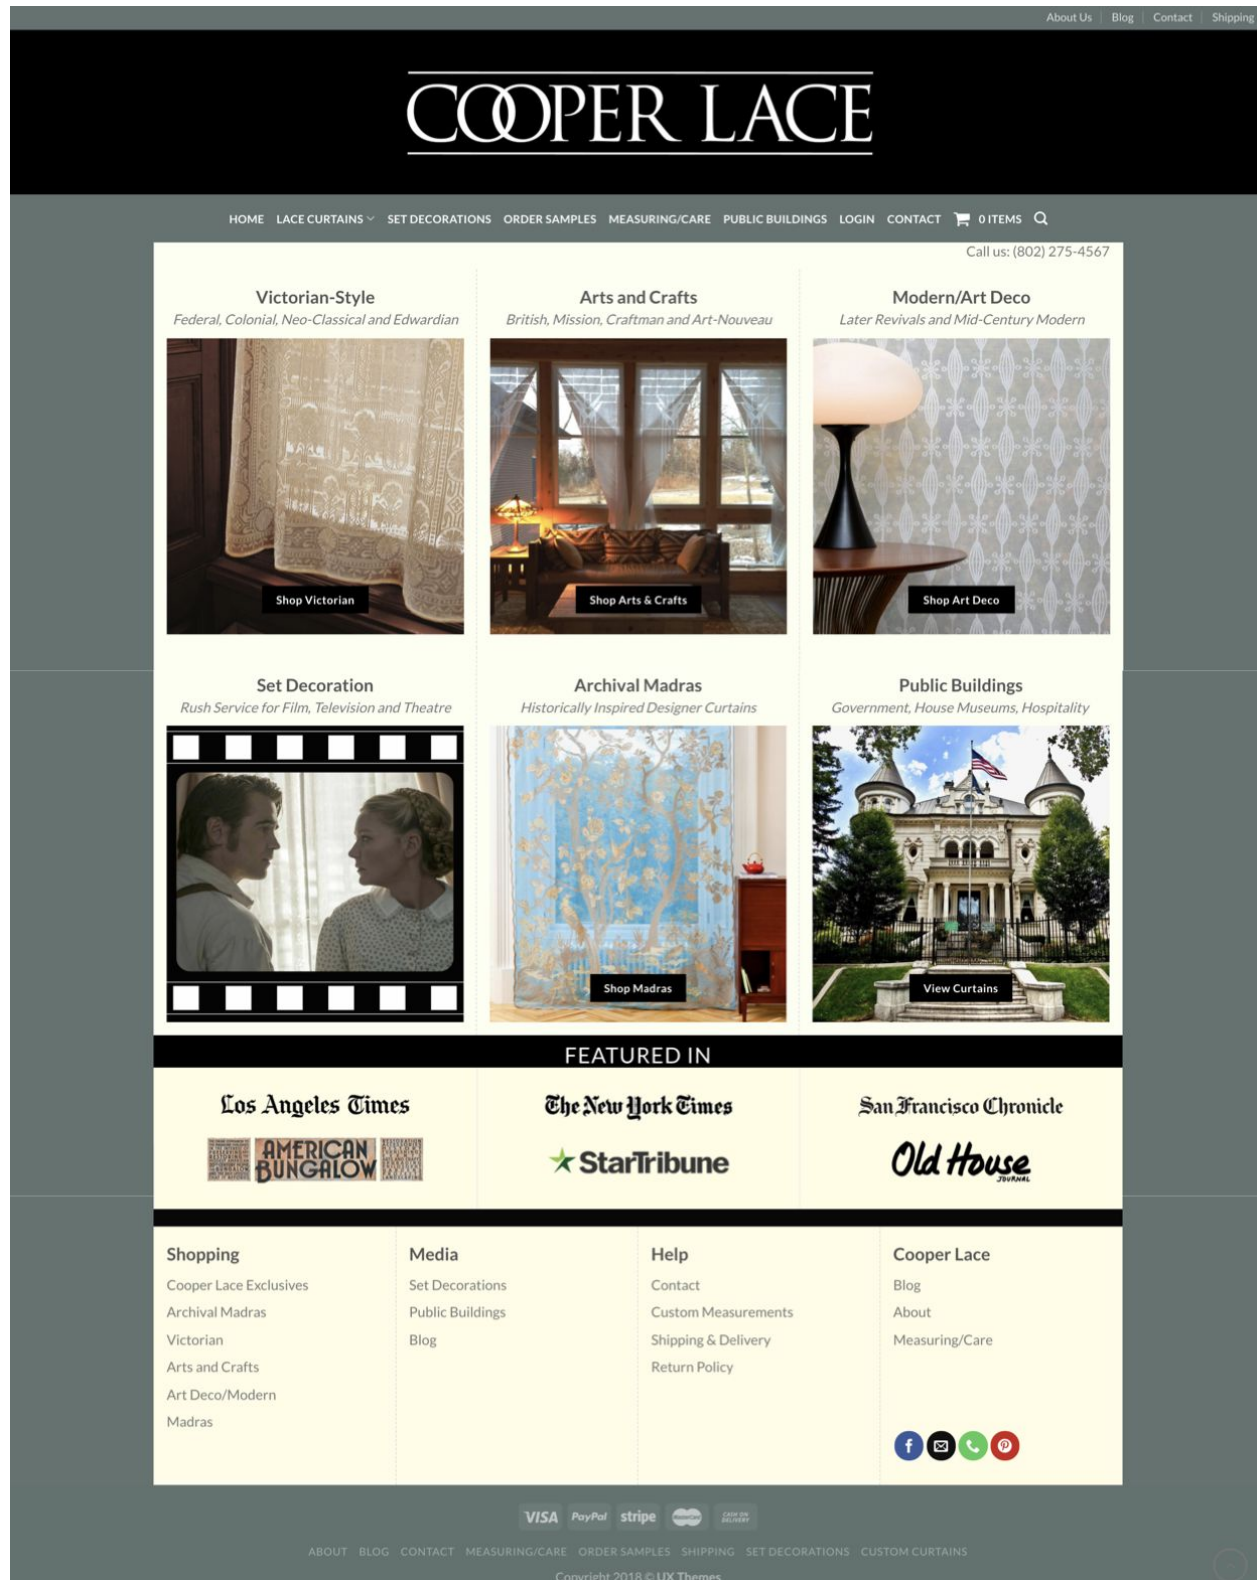 About Us Blog Contact Shipping
COOPER LACE
HOME LACE CURTAINS SET DECORATIONS ORDER SAMPLES MEASURING/CARE PUBLIC BUILDINGS LOGIN CONTACT 0 ITEMS
Call us: (802) 275-4567
Victorian-Style Arts and Crafts Modern/Art Deco
Federal, Colonial, Neo-Classical and Edwardian British, Mission, Craftman and Art-Nouveau Later Revivals and Mid-Century Modern
Shop Victorian Shop Arts & Crafts Shop Art Deco
Set Decoration Archival Madras Public Buildings
Rush Service for Film, Television and Theatre Historically Inspired Designer Curtains Government, House Museums, Hospitality
Shop Madras View Curtains
FEATURED IN
Los Angeles Times The New York Times San Francisco Chronicle
AMERICAN BUNGALOW StarTribune Old House JOURNAL
Shopping Media Help Cooper Lace
Cooper Lace Exclusives Set Decorations Contact Blog
Archival Madras Public Buildings Custom Measurements About
Victorian Blog Shipping & Delivery Measuring/Care
Arts and Crafts Return Policy
Art Deco/Modern
Madras
VISA PayPal stripe MasterCard CASH ON DELIVERY
ABOUT BLOG CONTACT MEASURING/CARE ORDER SAMPLES SHIPPING SET DECORATIONS CUSTOM CURTAINS
Copyright 2018 © UX Themes